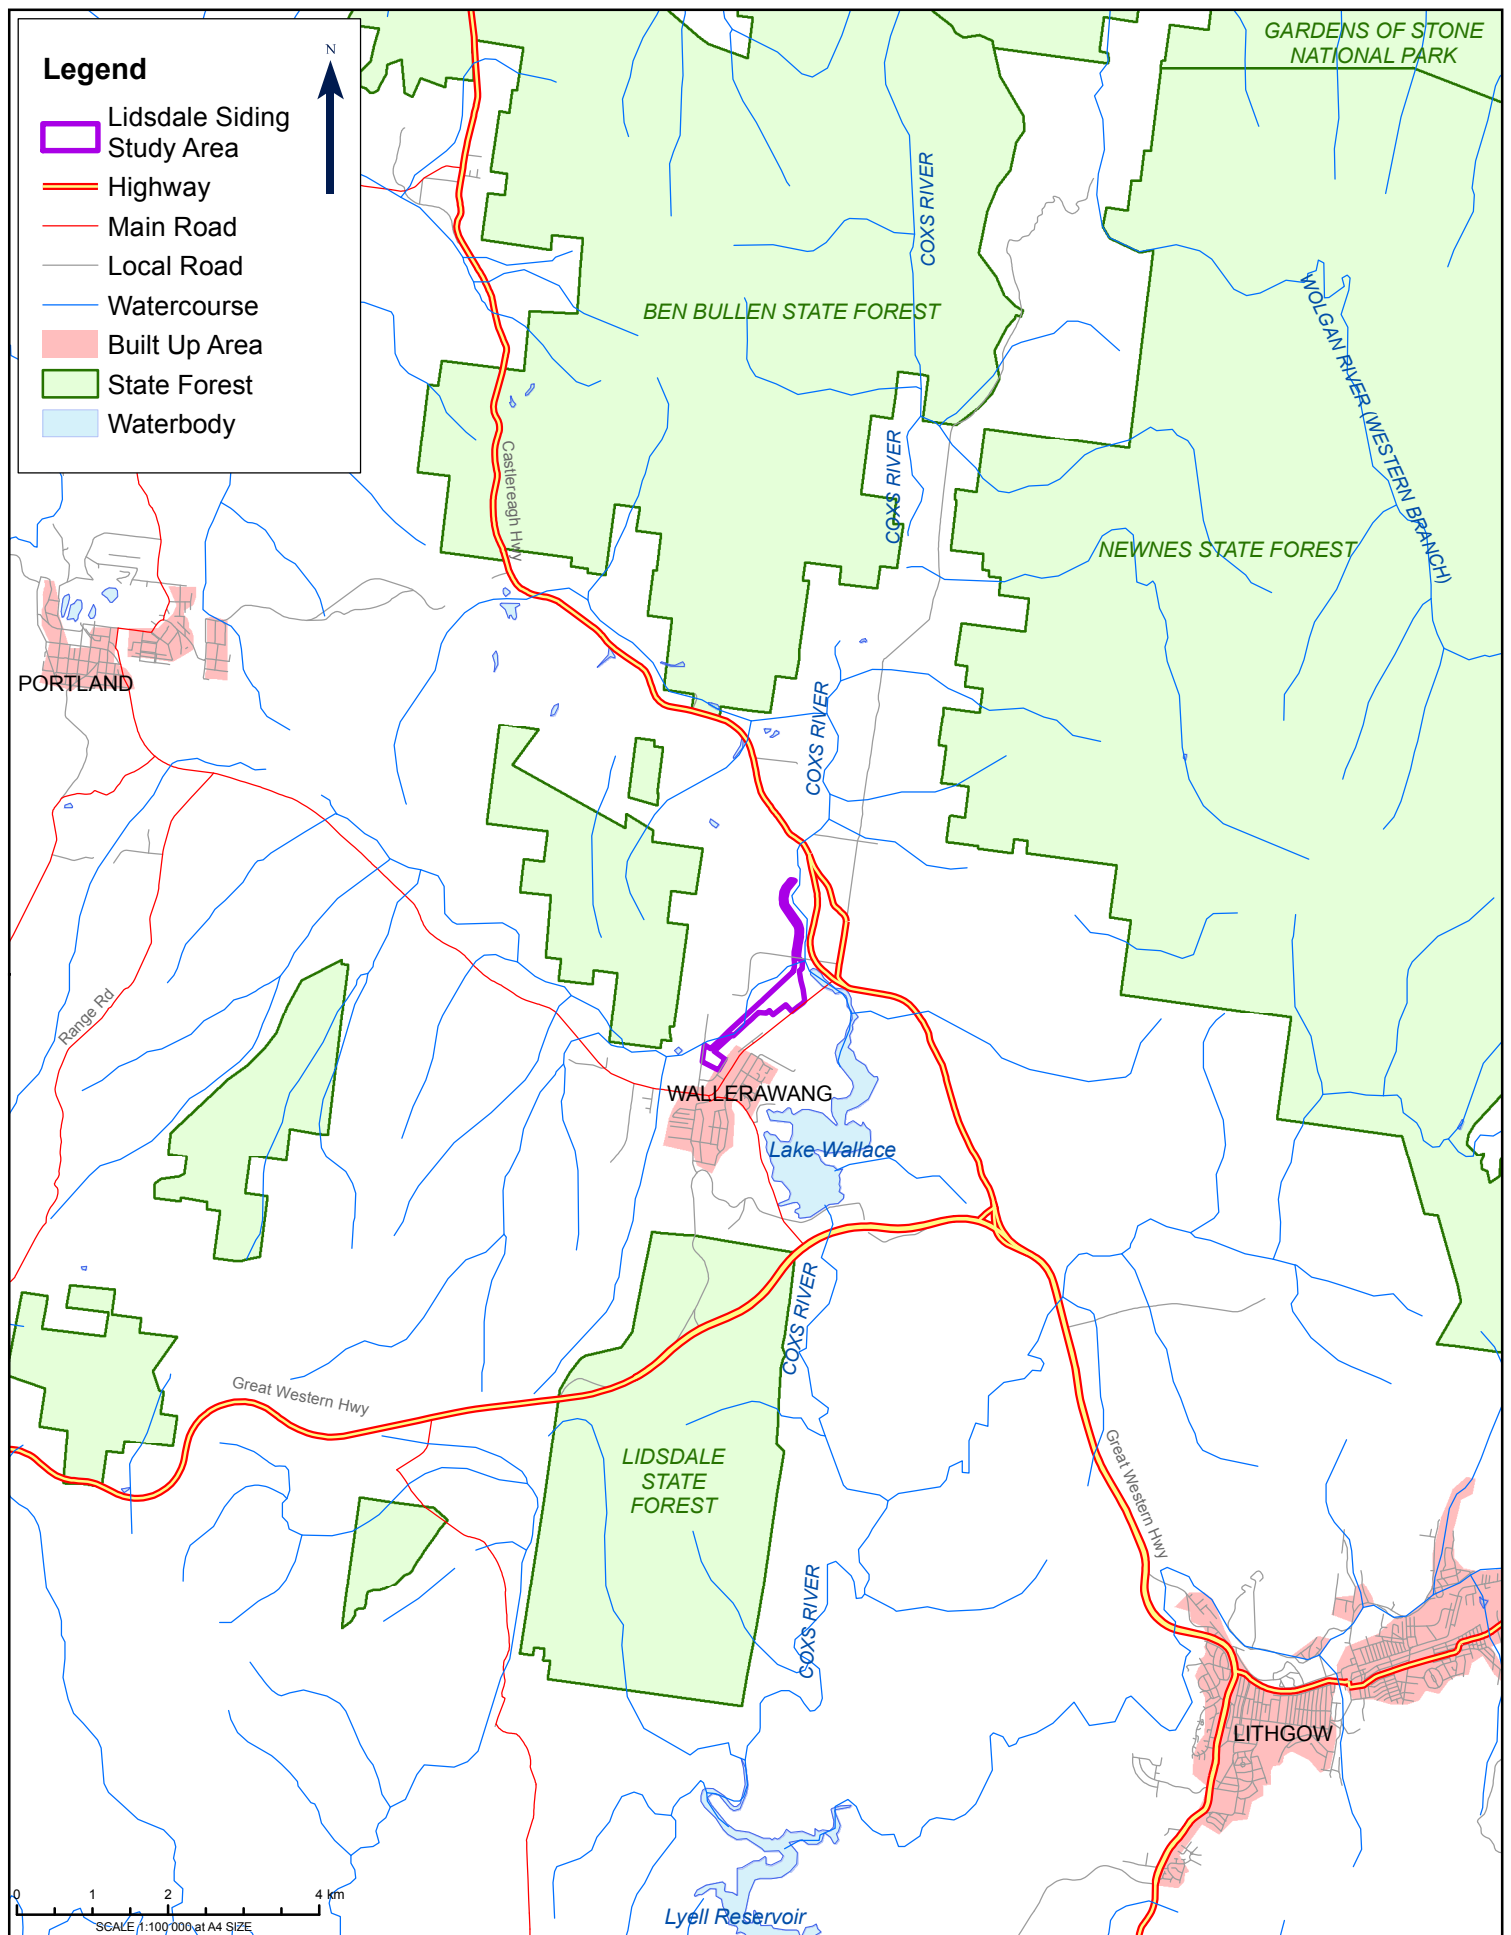 GARDENS OF STONE
NATIONAL PARK
Legend
N
Lidsdale Siding
Study Area
Highway
Main Road
Local Road
Watercourse
Built Up Area
State Forest
Waterbody
COXS RIVER
BEN BULLEN STATE FOREST
WOLGAN RIVER (WESTERN BRANCH)
Castlereagh Hwy
COXS RIVER
NEWNES STATE FOREST
PORTLAND
COXS RIVER
Range Rd
WALLERAWANG
Lake Wallace
COXS RIVER
Great Western Hwy
LIDSDALE
STATE
FOREST
Great Western Hwy
COXS RIVER
LITHGOW
Lyell Reservoir
0 1 2 4 km
SCALE 1:100 000 at A4 SIZE